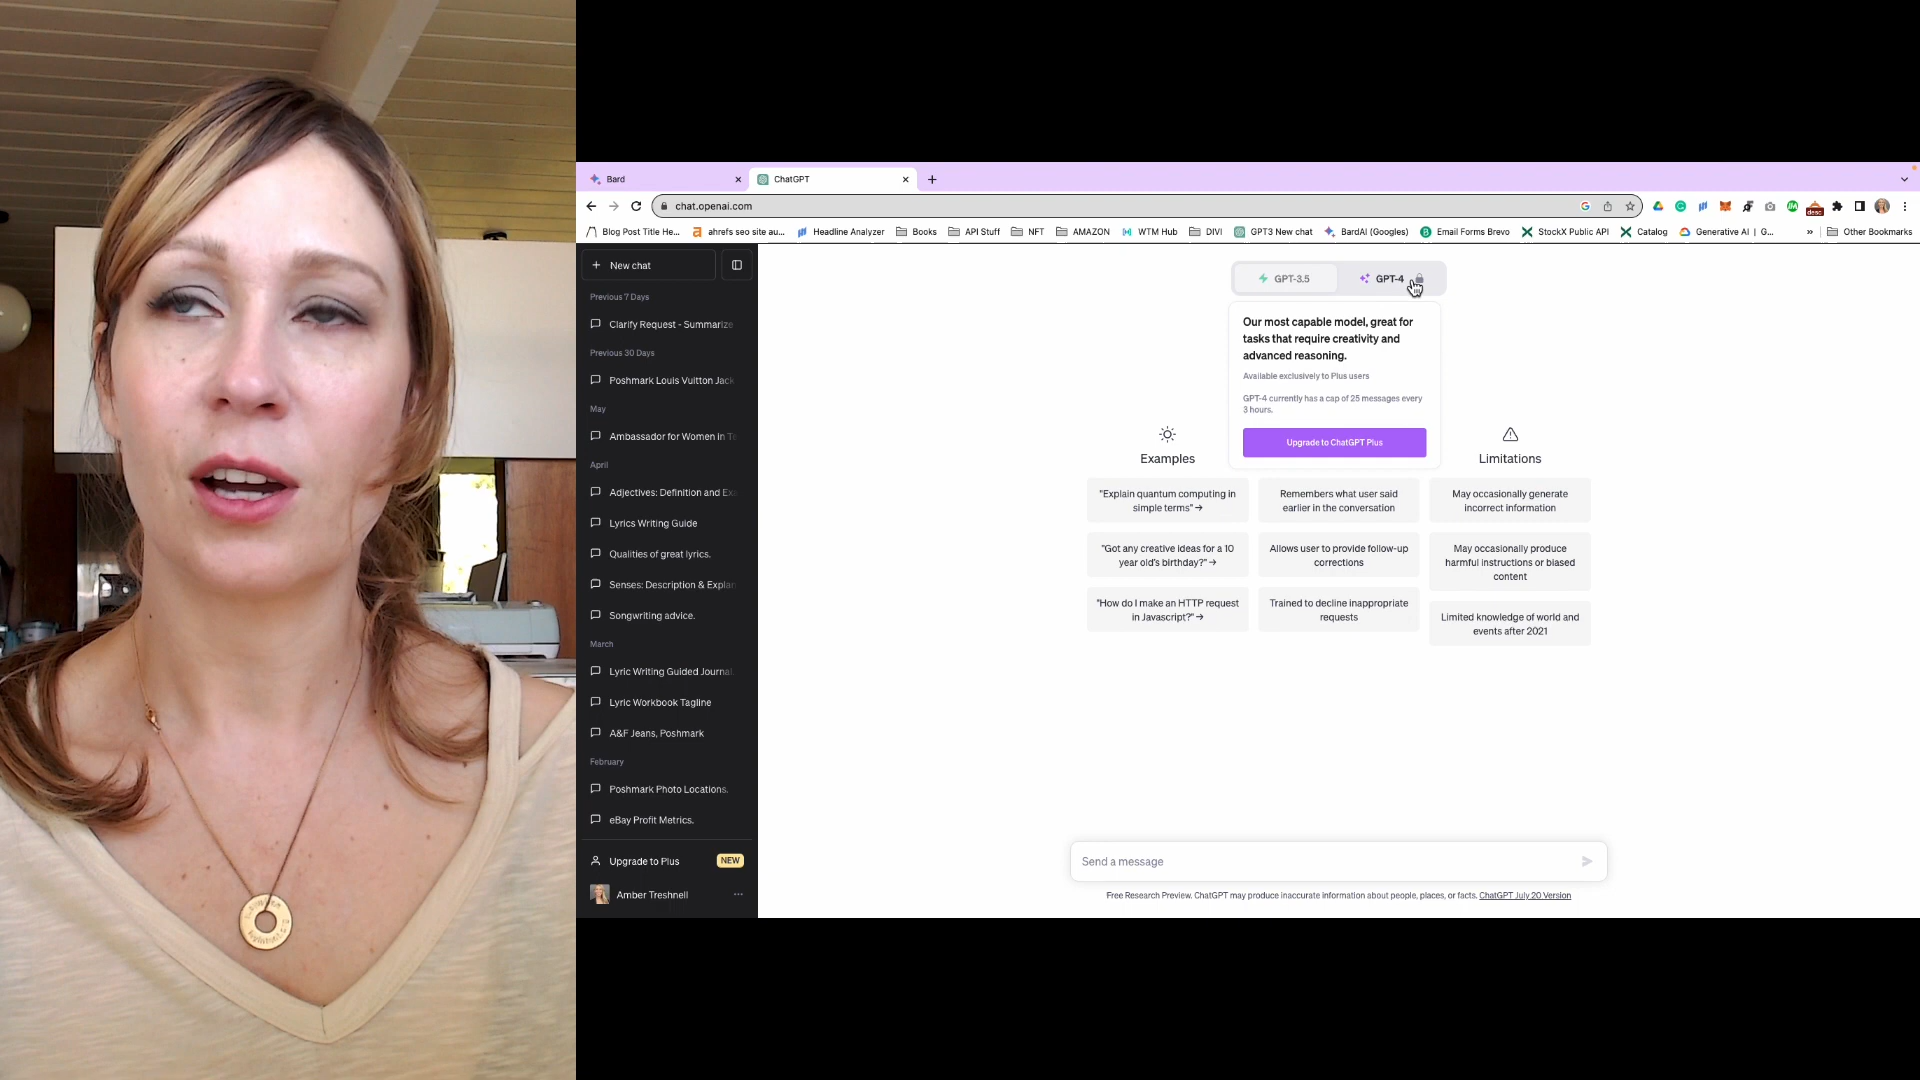 Bard
ChatGPT
chat.openai.com
desc
Blog Post Title He...
ahrefs seo site au...
Headline Analyzer
Books
API Stuff
NFT
AMAZON
WTM Hub
DIVI
GPT3 New chat
BardAI (Googles)
Email Forms Brevo
StockX Public API
Catalog
Generative AI | G...
»
Other Bookmarks
New chat
Previous 7 Days
Clarify Request - Summarize
Previous 30 Days
Poshmark Louis Vuitton Jack
May
Ambassador for Women in Te
April
Adjectives: Definition and Exa
Lyrics Writing Guide
Qualities of great lyrics.
Senses: Description & Explan
Songwriting advice.
March
Lyric Writing Guided Journal
Lyric Workbook Tagline
A&F Jeans, Poshmark
February
Poshmark Photo Locations.
eBay Profit Metrics.
Upgrade to Plus
NEW
Amber Treshnell
GPT-3.5
GPT-4
Our most capable model, great for
tasks that require creativity and
advanced reasoning.
Available exclusively to Plus users
GPT-4 currently has a cap of 25 messages every
3 hours.
Upgrade to ChatGPT Plus
Examples
"Explain quantum computing in
simple terms" →
"Got any creative ideas for a 10
year old's birthday?" →
"How do I make an HTTP request
in Javascript?" →
Remembers what user said
earlier in the conversation
Allows user to provide follow-up
corrections
Trained to decline inappropriate
requests
Limitations
May occasionally generate
incorrect information
May occasionally produce
harmful instructions or biased
content
Limited knowledge of world and
events after 2021
Send a message
Free Research Preview. ChatGPT may produce inaccurate information about people, places, or facts. ChatGPT July 20 Version